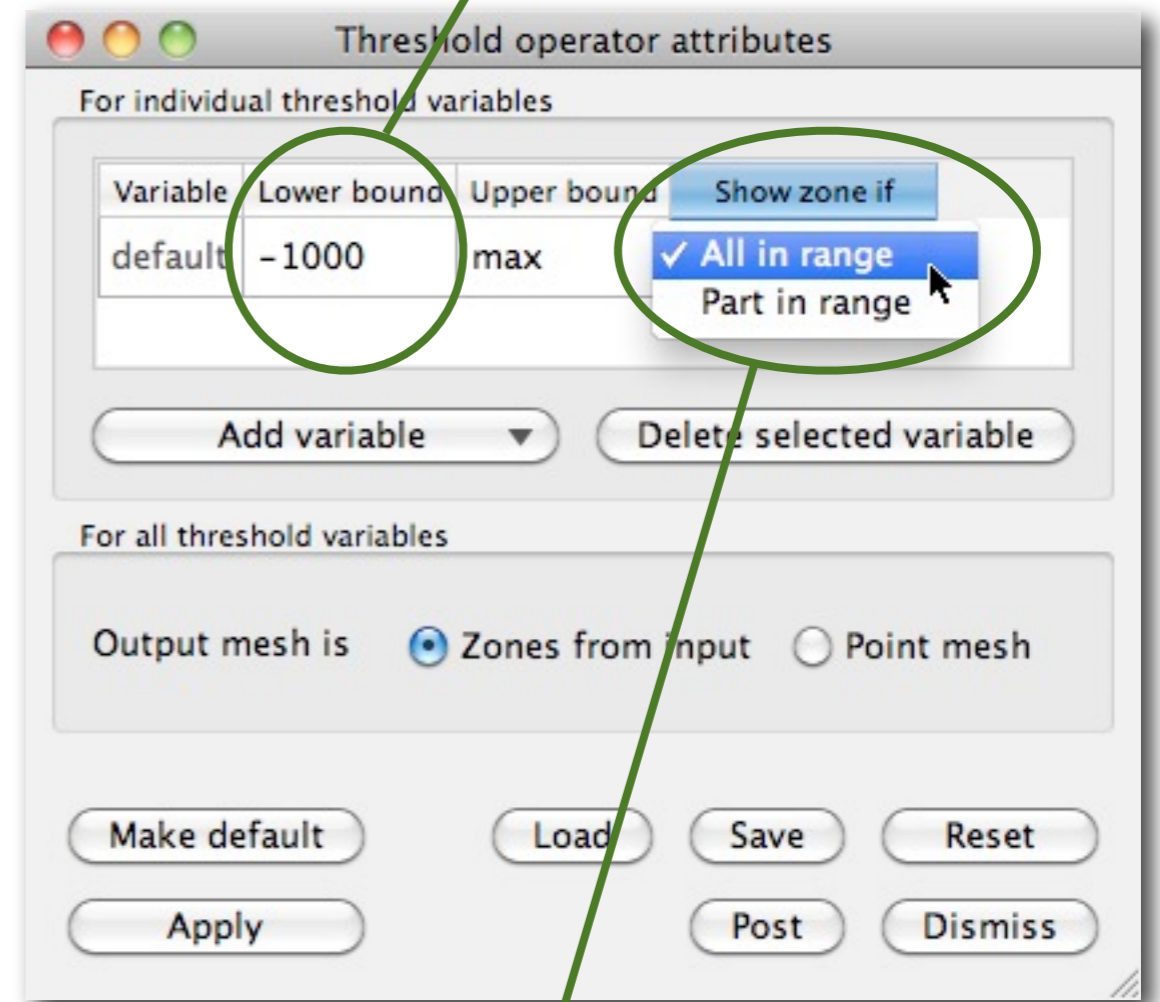 Threshold operator attributes
For individual threshold variables
Variable Lower bound Upper bound Show zone if
default -1000 max ✓ All in range
Part in range
Add variable ▼ Delete selected variable
For all threshold variables
Output mesh is Zones from input Point mesh
Make default Load Save Reset
Apply Post Dismiss